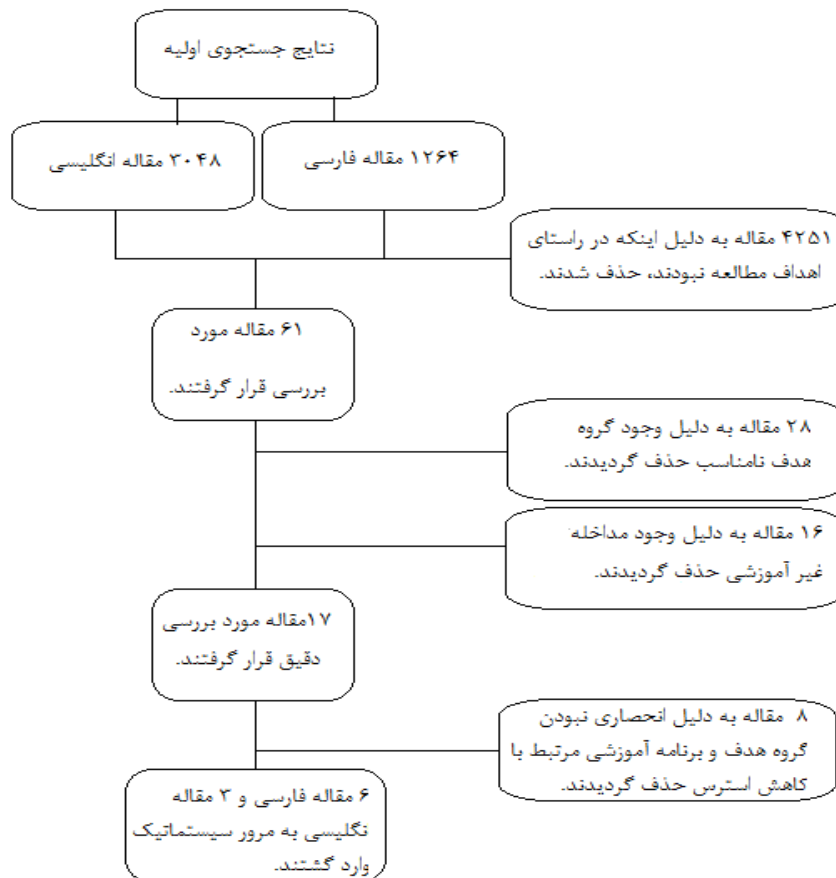 نتایج جستجوی اولیه
۱۲۶۴ مقاله فارسی
۳۰۴۸ مقاله انگلیسی
۴۲۵۱ مقاله به دلیل اینکه در راستای
اهداف مطالعه نبودند، حذف شدند.
۶۱ مقاله مورد
بررسی قرار گرفتند.
۲۸ مقاله به دلیل وجود گروه
هدف نامناسب حذف گردیدند.
۱۶ مقاله به دلیل وجود مداخله
غیر آموزشی حذف گردیدند.
۱۷مقاله مورد بررسی
دقیق قرار گرفتند.
۸ مقاله به دلیل انحصاری نبودن
گروه هدف و برنامه آموزشی مرتبط با
کاهش استرس حذف گردیدند.
۶ مقاله فارسی و ۳ مقاله
نگلیسی به مرور سیستماتیک
وارد گشتند.